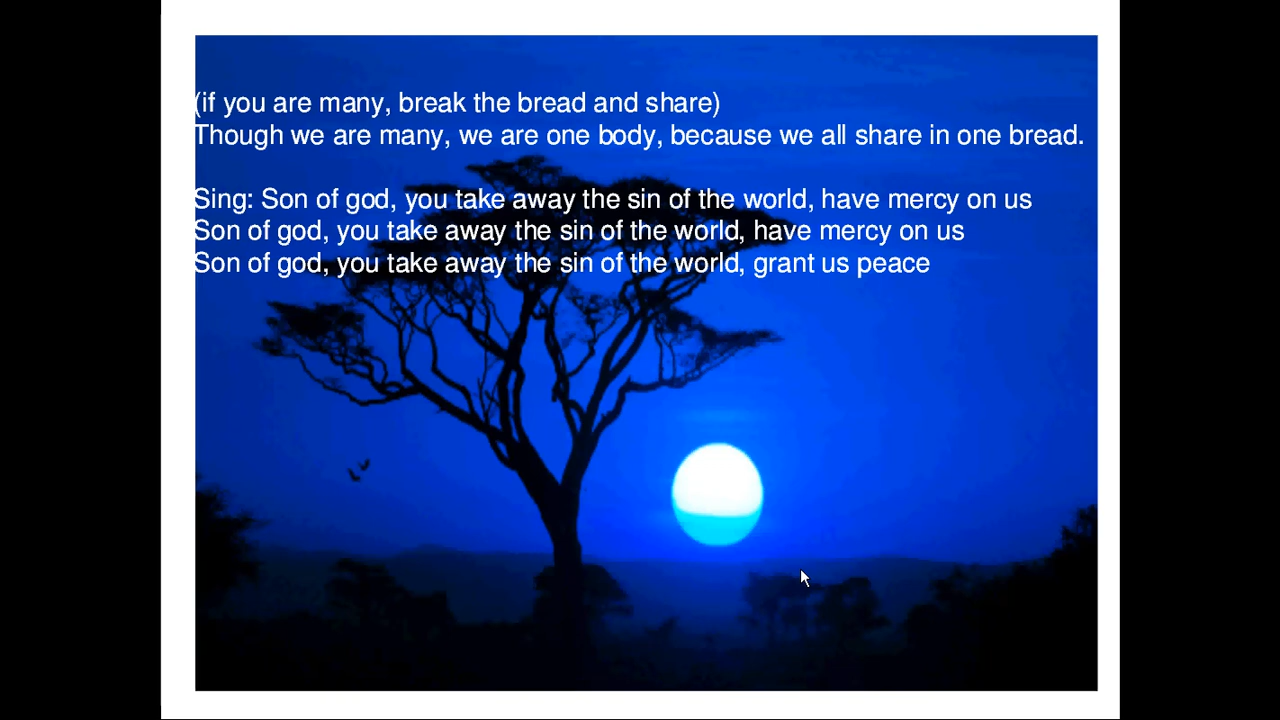 (if you are many, break the bread and share)
Though we are many, we are one body, because we all share in one bread.
Sing: Son of god, you take away the sin of the world, have mercy on us
Son of god, you take away the sin of the world, have mercy on us
Son of god, you take away the sin of the world, grant us peace